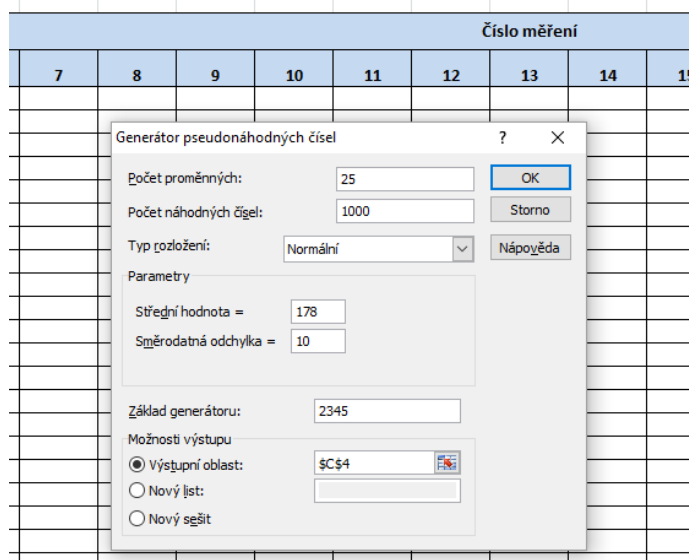 Číslo měření
7 8 9 10 11 12 13 14 15
Generátor pseudonáhodných čísel ? ×
Počet proměnných: 25 OK
Počet náhodných čísel: 1000 Storno
Typ rozložení: Normální Nápověda
Parametry
Střední hodnota = 178
Směrodatná odchylka = 10
Základ generátoru: 2345
Možnosti výstupu
Výstupní oblast: $C$4
Nový list:
Nový sešit